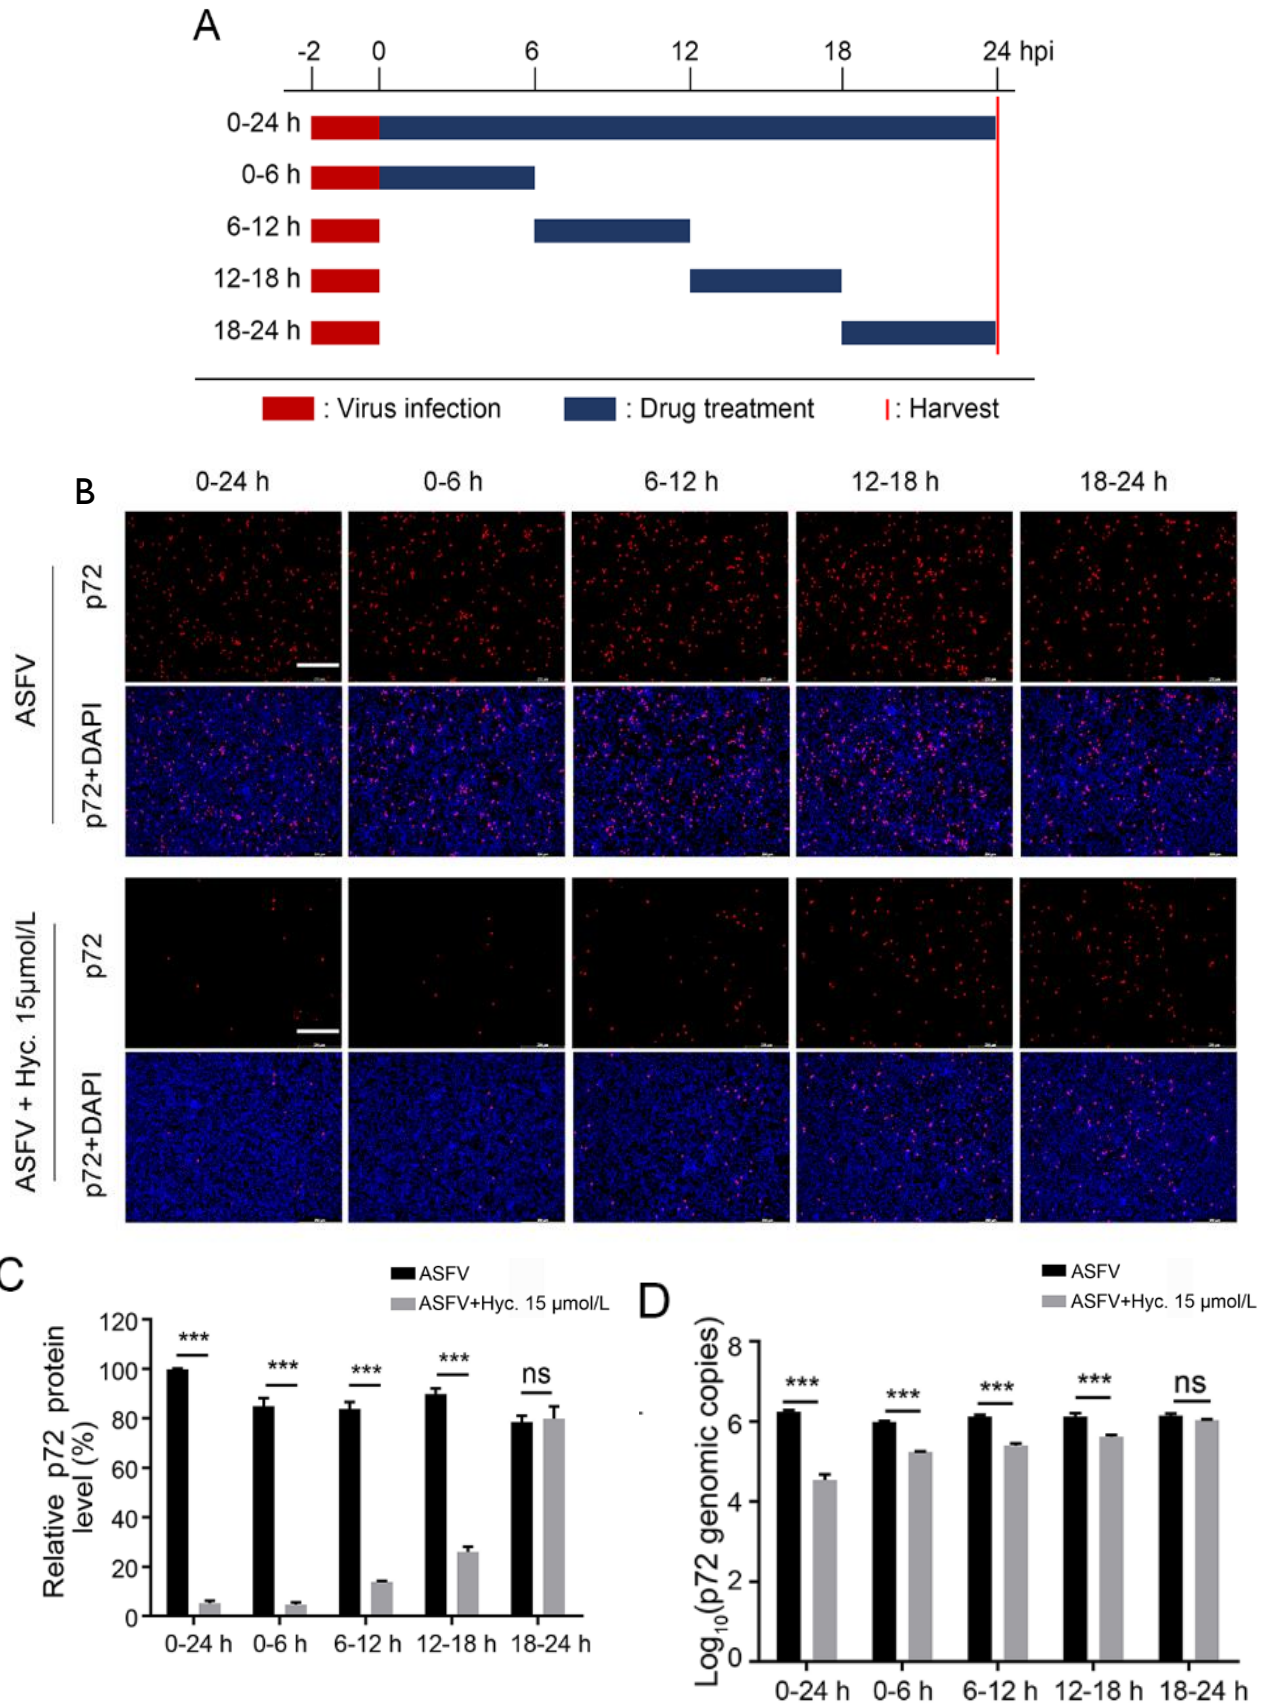 A
-2 0 6 12 18 24 hpi
0-24 h
0-6 h
6-12 h
12-18 h
18-24 h
: Virus infection : Drug treatment : Harvest
B
0-24 h 0-6 h 6-12 h 12-18 h 18-24 h
ASFV
p72
p72+DAPI
ASFV + Hyc. 15μmol/L
p72
p72+DAPI
C
ASFV
ASFV+Hyc. 15 μmol/L
Relative p72 protein
level (%)
120
100
80
60
40
20
0
***
***
***
***
ns
0-24 h 0-6 h 6-12 h 12-18 h 18-24 h
D
ASFV
ASFV+Hyc. 15 μmol/L
Log10(p72 genomic copies)
8
6
4
2
0
***
***
***
***
ns
0-24 h 0-6 h 6-12 h 12-18 h 18-24 h